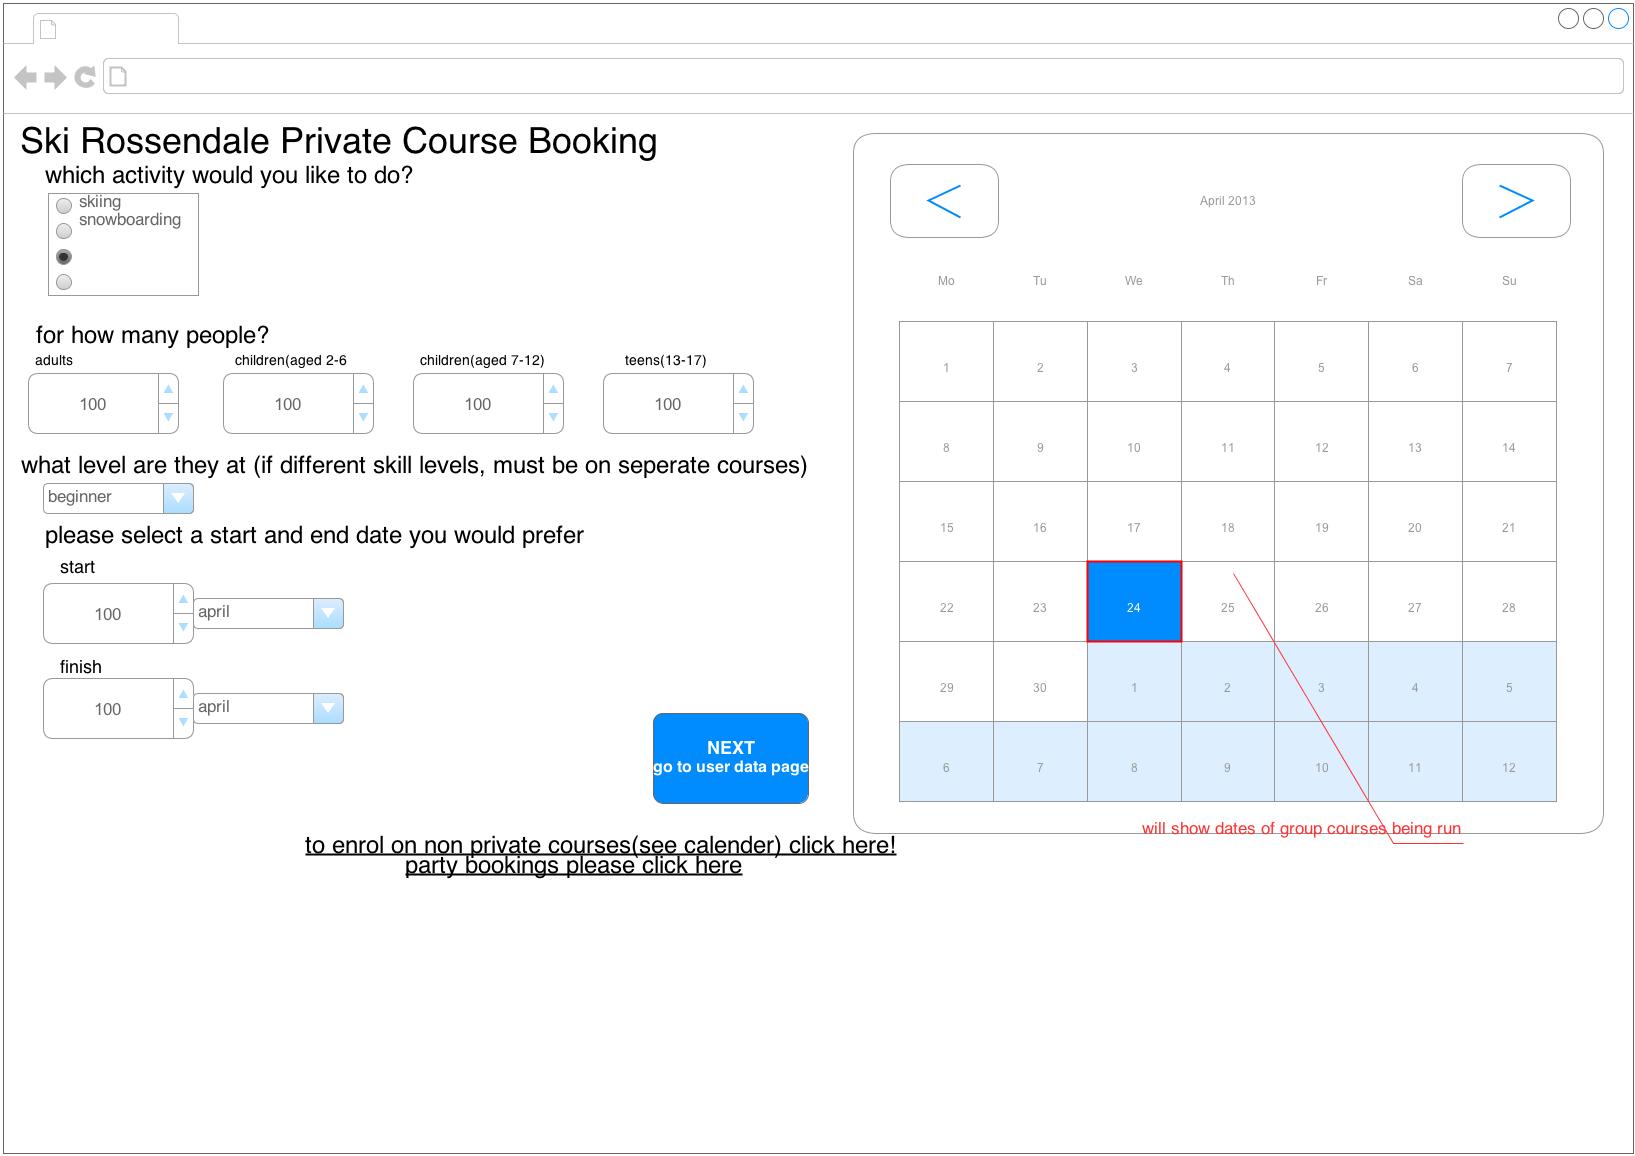 Ski Rossendale Private Course Booking
which activity would you like to do?
skiing
snowboarding
for how many people?
adults
children(aged 2-6
children(aged 7-12)
teens(13-17)
100
100
100
100
what level are they at (if different skill levels, must be on seperate courses)
beginner
please select a start and end date you would prefer
start
100
april
finish
100
april
NEXT
go to user data page
to enrol on non private courses(see calender) click here!
party bookings please click here
<
April 2013
>
Mo Tu We Th Fr Sa Su
1 2 3 4 5 6 7
8 9 10 11 12 13 14
15 16 17 18 19 20 21
22 23 24 25 26 27 28
29 30 1 2 3 4 5
6 7 8 9 10 11 12
will show dates of group courses being run